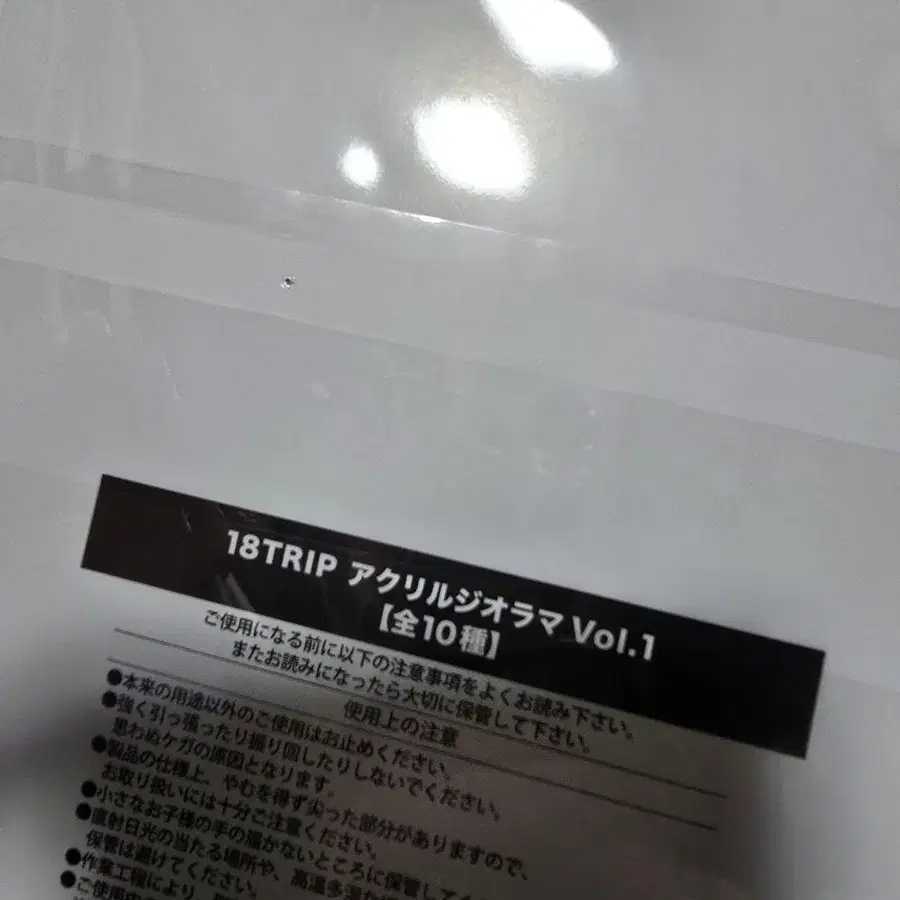 18TRIP アクリルジオラマ Vol.1
【全10種】
ご使用になる前に以下の注意事項をよくお読み下さい。
またお読みになったら大切に保管して下さい。
使用上の注意
●本来の用途以外のご使用はお止めください。
●強く引っ張ったり振り回したりしないでください。
思わぬケガの原因となります。
●製品の仕様上、やむを得ず尖った部分がありますので、
お取り扱いには十分ご注意ください。
●小さなお子様の手の届かないところに保管して
●直射日光の当たる場所や、高温多湿な
保管は避けてください。
●作業工程により、
●ご使用中の